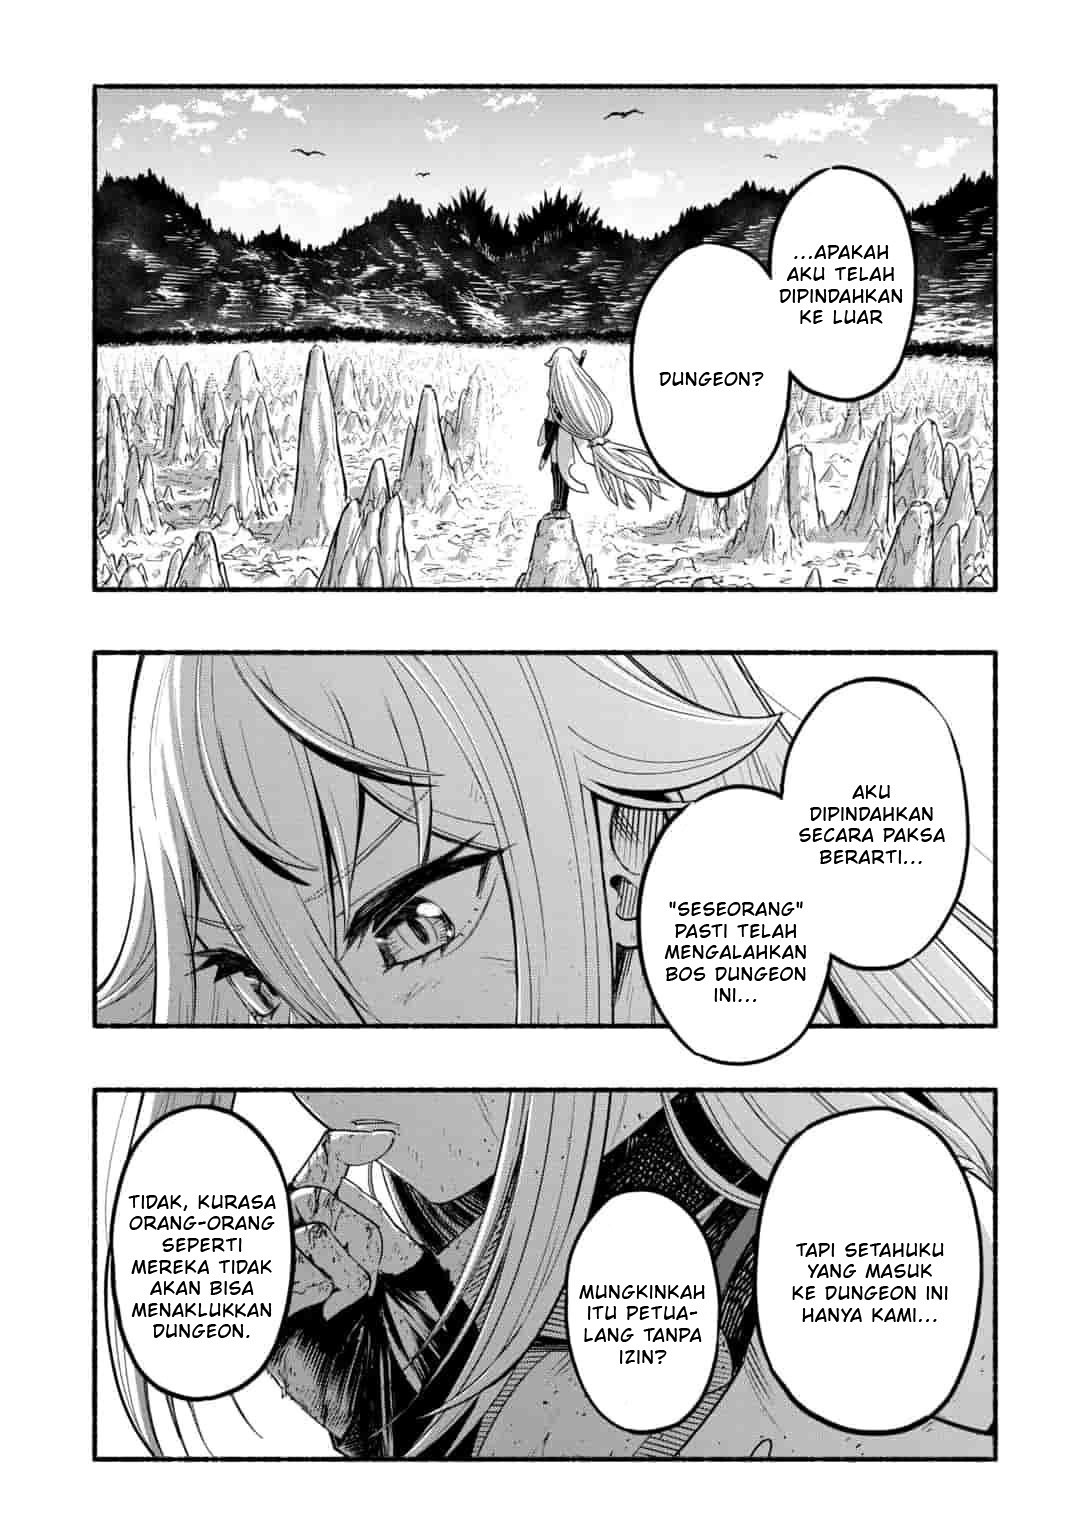 ...APAKAH
AKU TELAH
DIPINDAHKAN
KE LUAR
DUNGEON?
AKU
DIPINDAHKAN
SECARA PAKSA
BERARTI...
"SESEORANG"
PASTI TELAH
MENGALAHKAN
BOS DUNGEON
INI...
TAPI SETAHUKU
YANG MASUK
KE DUNGEON INI
HANYA KAMI...
MUNGKINKAH
ITU PETUA-
LANG TANPA
IZIN?
TIDAK, KURASA
ORANG-ORANG
SEPERTI
MEREKA TIDAK
AKAN BISA
MENAKLUKKAN
DUNGEON.